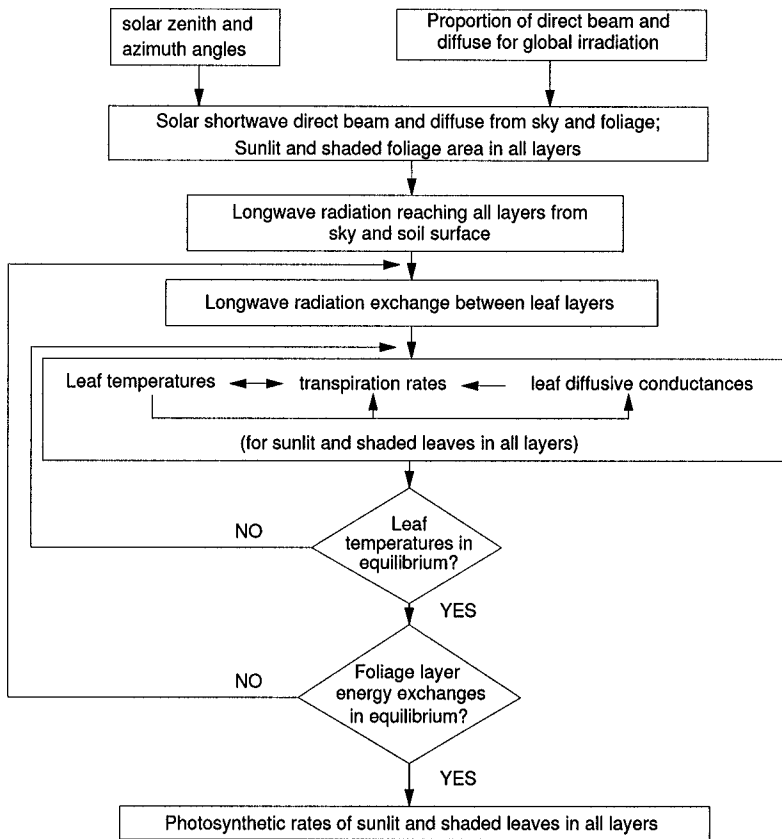 solar zenith and
azimuth angles
Proportion of direct beam and
diffuse for global irradiation
Solar shortwave direct beam and diffuse from sky and foliage;
Sunlit and shaded foliage area in all layers
Longwave radiation reaching all layers from
sky and soil surface
Longwave radiation exchange between leaf layers
Leaf temperatures transpiration rates leaf diffusive conductances
(for sunlit and shaded leaves in all layers)
NO
Leaf
temperatures in
equilibrium?
YES
NO
Foliage layer
energy exchanges
in equilibrium?
YES
Photosynthetic rates of sunlit and shaded leaves in all layers